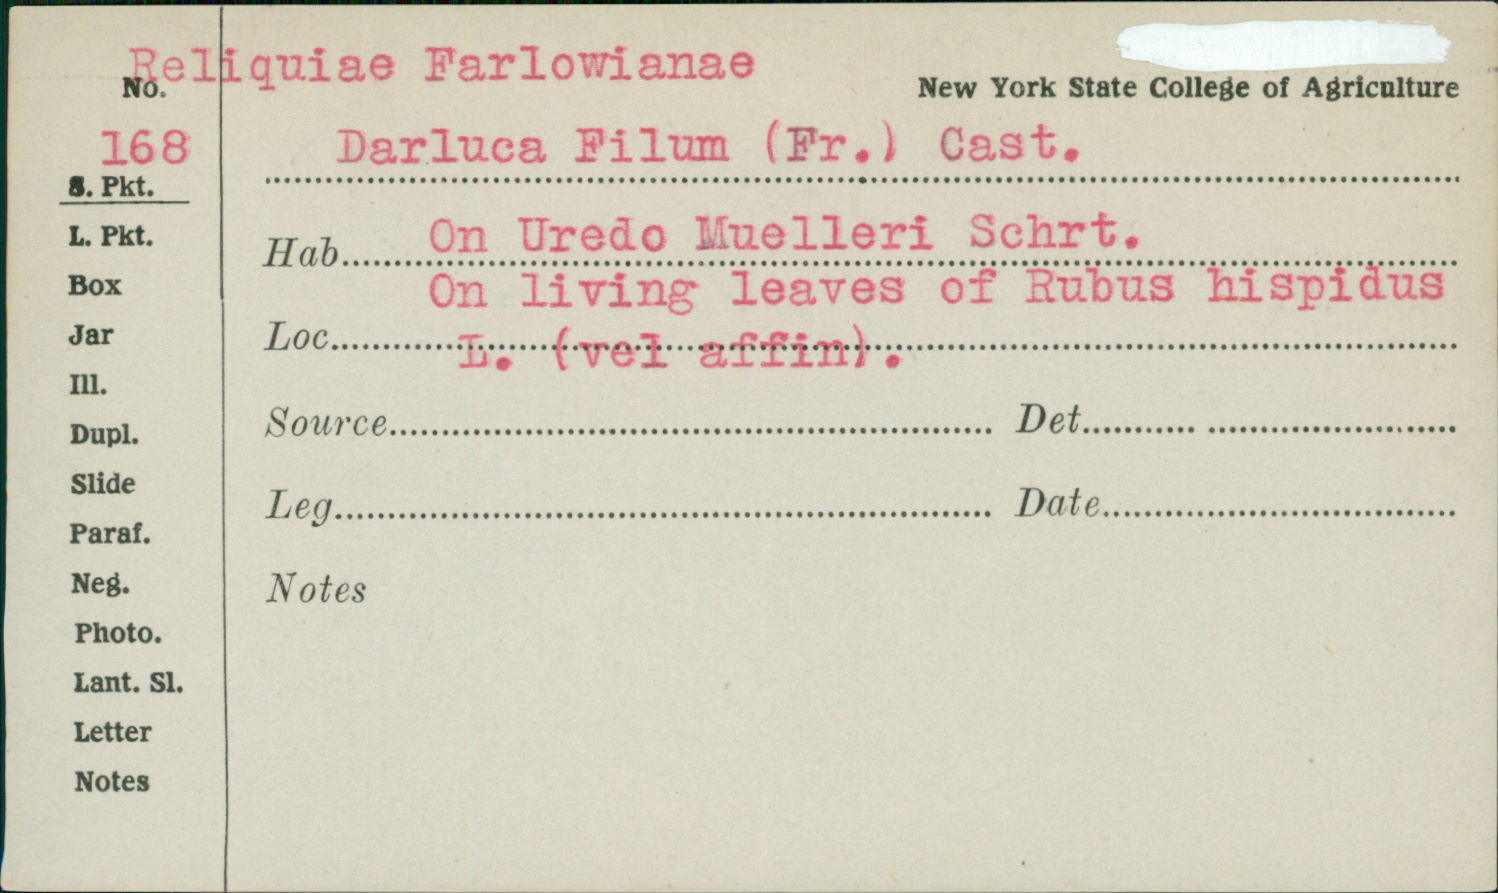 Reliquiae Farlowianae
No.
New York State College of Agriculture
168
Darluca Filum (Fr.) Cast.
S. Pkt.
L. Pkt.
Hab. On Uredo Muelleri Schrt.
Box
On living leaves of Rubus hispidus
Jar
Loc. L. (vel affin).
Ill.
Dupl.
Source Det.
Slide
Leg. Date
Paraf.
Neg.
Notes
Photo.
Lant. Sl.
Letter
Notes